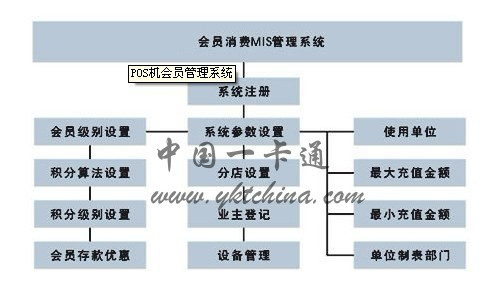 会员消费MIS管理系统
POS机会员管理系统
系统注册
会员级别设置
系统参数设置
使用单位
中国一卡通
积分算法设置
分店设置
最大充值金额
www.yktchina.com
积分级别设置
业主登记
最小充值金额
会员存款优惠
设备管理
单位制表部门